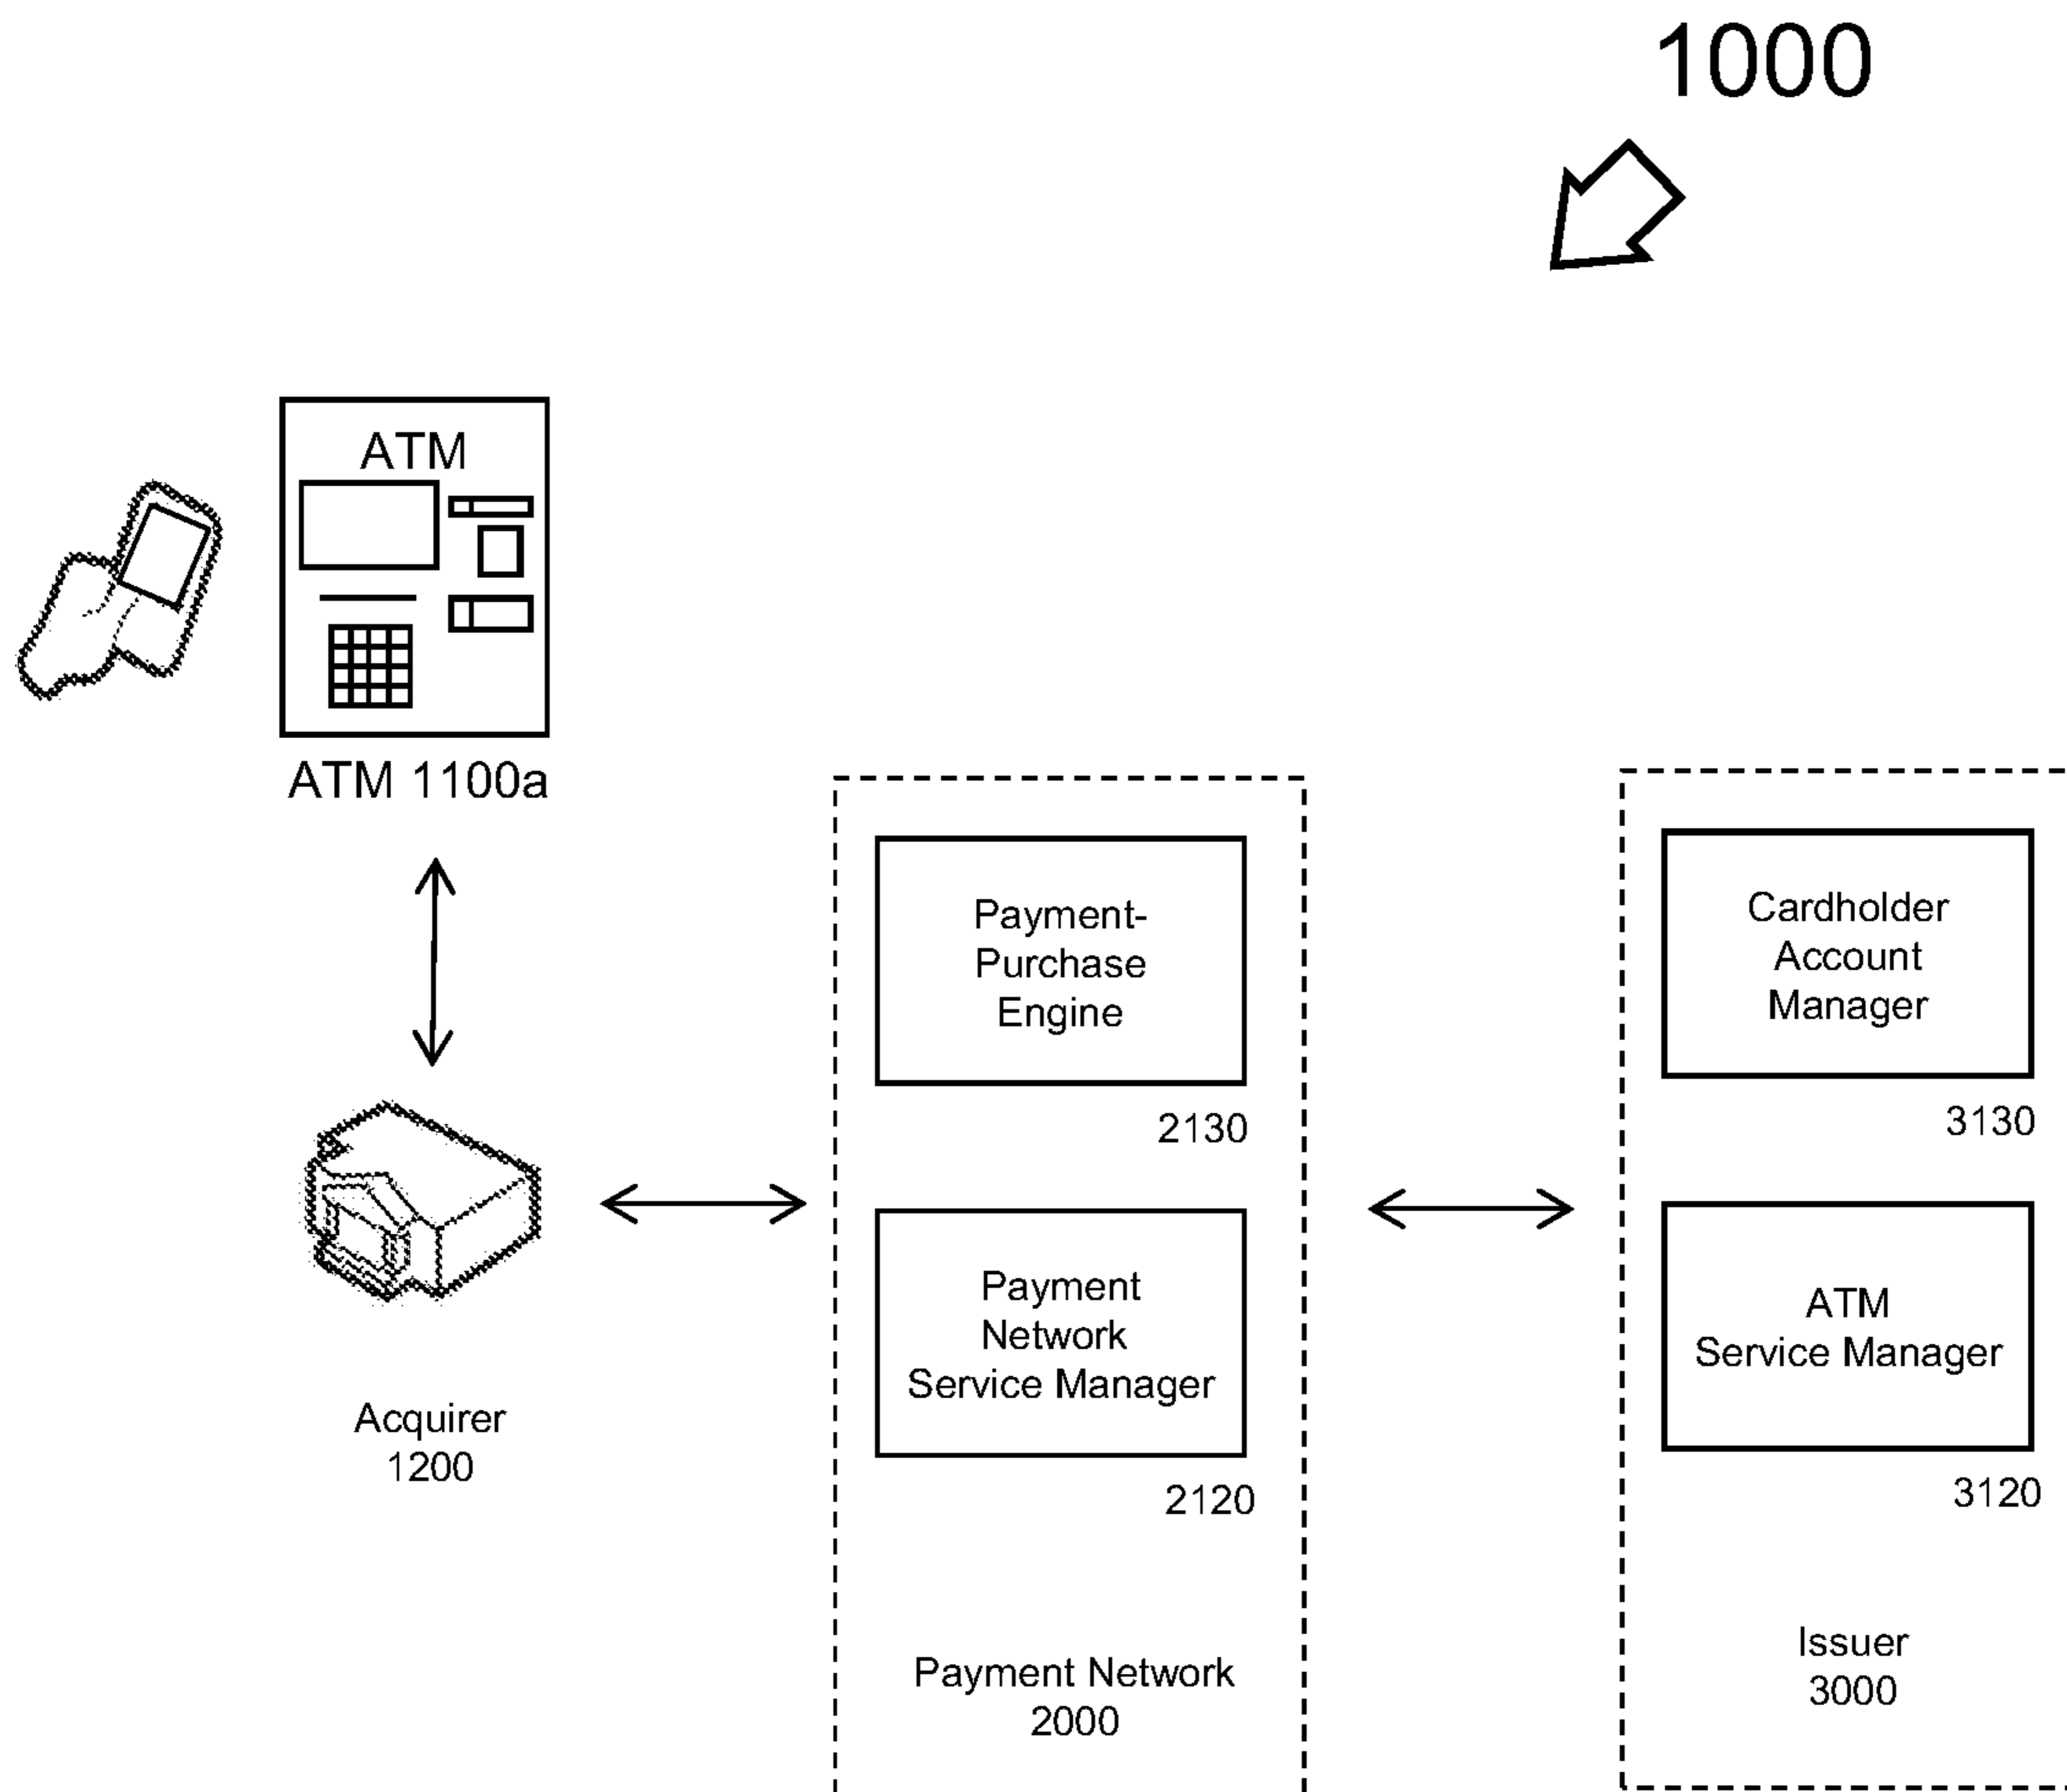 1000
ATM
ATM 1100a
Payment-
Purchase
Engine
2130
Cardholder
Account
Manager
3130
Payment
Network
Service Manager
2120
ATM
Service Manager
3120
Acquirer
1200
Payment Network
2000
Issuer
3000